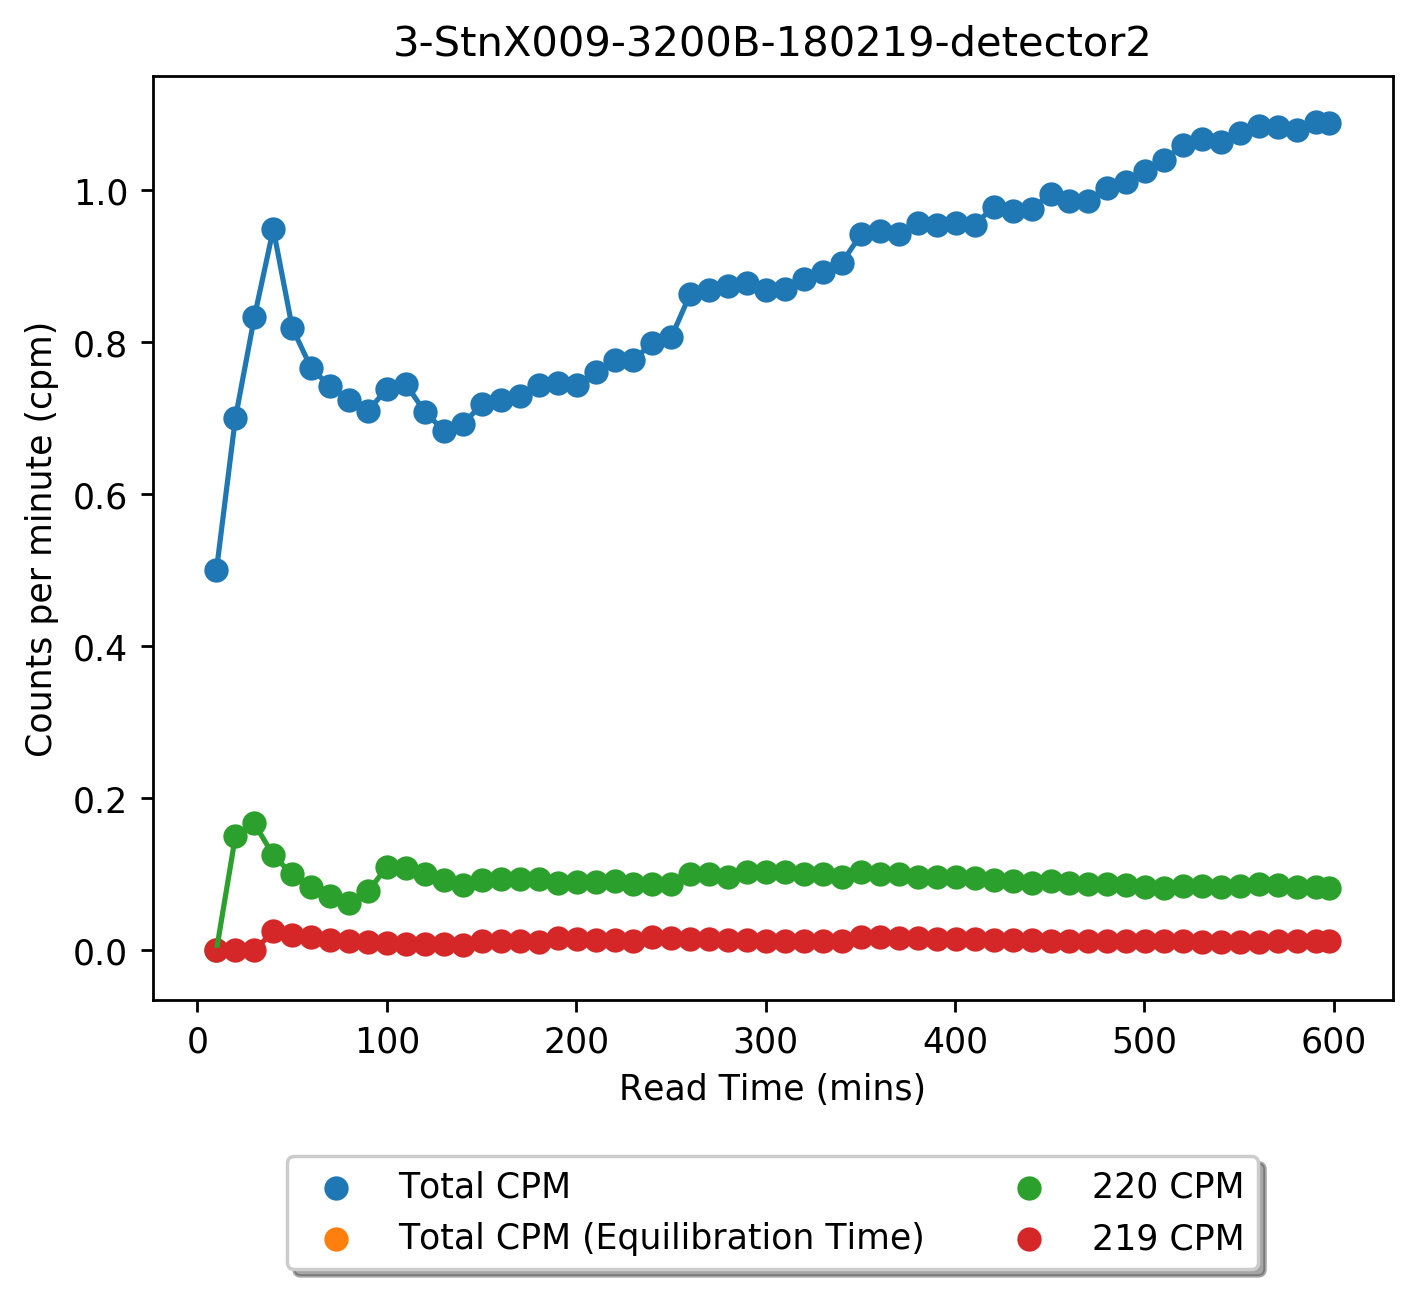 3-StnX009-3200B-180219-detector2
Counts per minute (cpm)
1.0
0.8
0.6
0.4
0.2
0.0
0 100 200 300 400 500 600
Read Time (mins)
Total CPM
Total CPM (Equilibration Time)
220 CPM
219 CPM